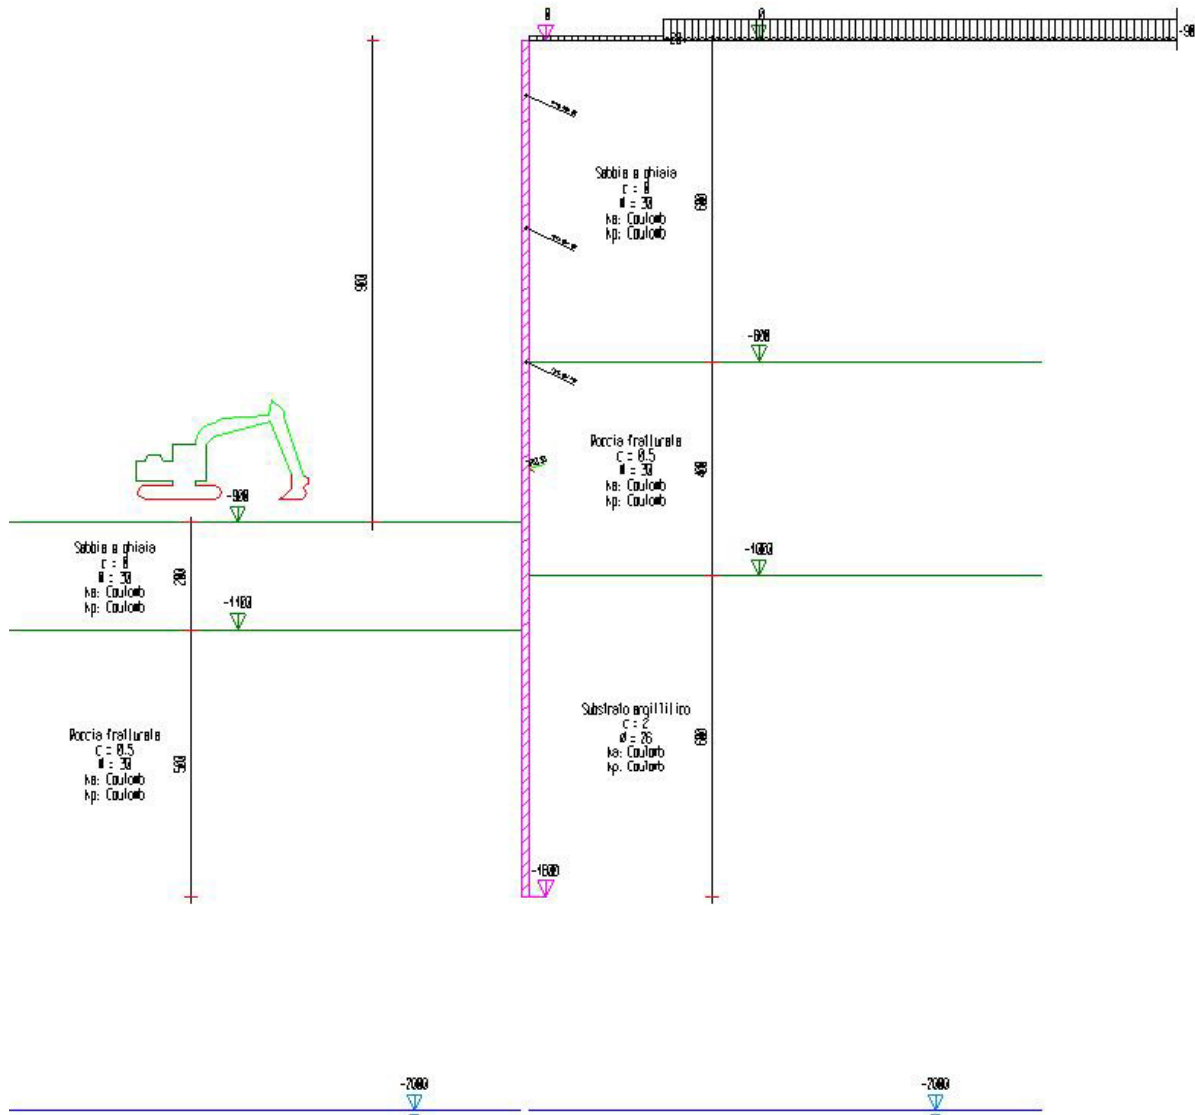 0
0
-90
Sabbia e ghiaia
c = 0
Ø = 30
ka: Coulomb
kp: Coulomb
600
900
-600
Roccia fratturata
c = 0.5
Ø = 30
ka: Coulomb
kp: Coulomb
400
-900
Sabbia e ghiaia
c = 0
Ø = 30
ka: Coulomb
kp: Coulomb
200
-1000
-1100
Substrato argillitico
c = 2
Ø = 26
ka: Coulomb
kp: Coulomb
600
Roccia fratturata
c = 0.5
Ø = 30
ka: Coulomb
kp: Coulomb
500
-1600
-2000
-2000